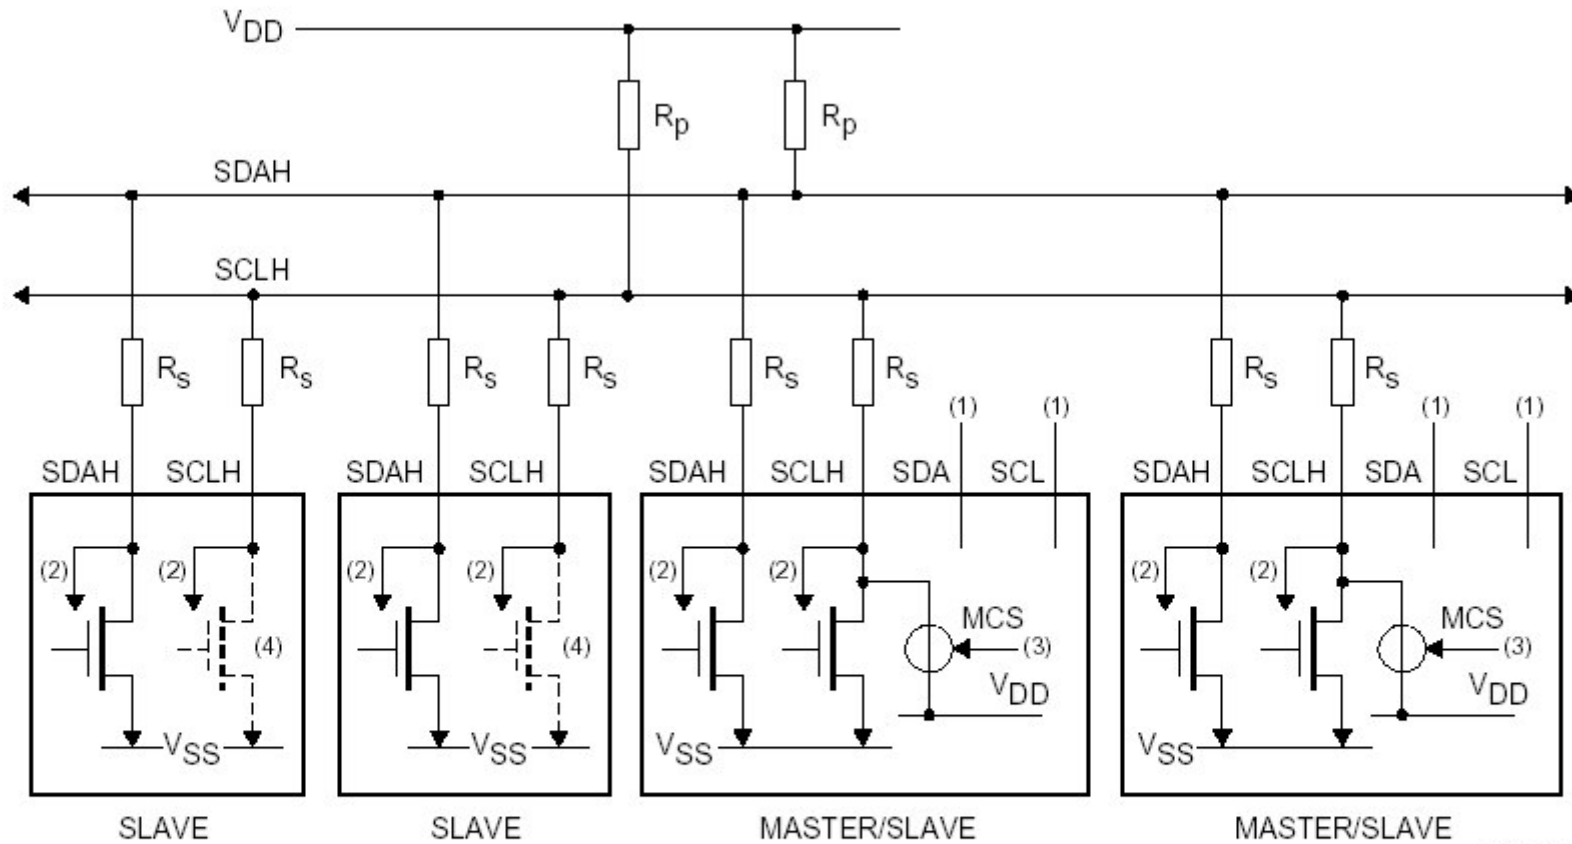 VDD
Rp Rp
SDAH
SCLH
Rs Rs Rs Rs Rs Rs Rs Rs
(1) (1) (1) (1)
SDAH SCLH SDAH SCLH SDAH SCLH SDA SCL SDAH SCLH SDA SCL
(2) (2) (2) (2) (2) (2) (2) (2)
MCS MCS
(4) (4) (3) (3)
VDD VDD
VSS VSS VSS VSS
SLAVE SLAVE MASTER/SLAVE MASTER/SLAVE